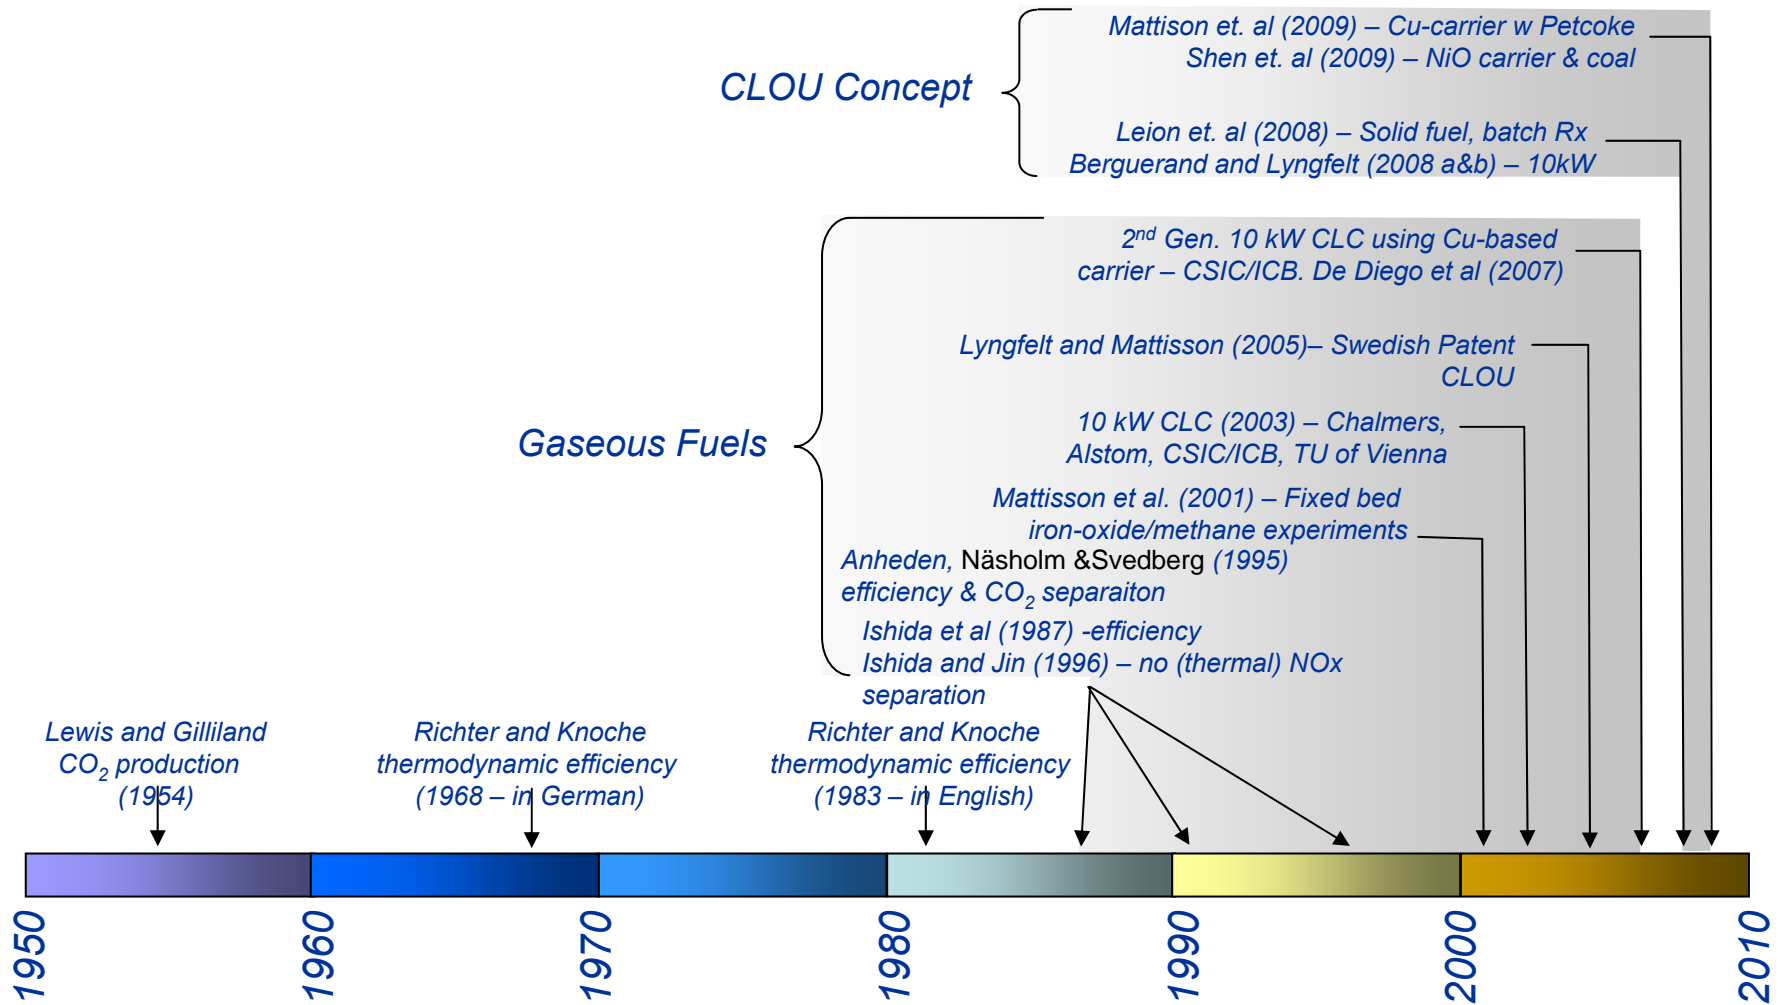 Mattison et. al (2009) – Cu-carrier w Petcoke
Shen et. al (2009) – NiO carrier & coal
CLOU Concept
Leion et. al (2008) – Solid fuel, batch Rx
Berguerand and Lyngfelt (2008 a&b) – 10kW
2nd Gen. 10 kW CLC using Cu-based
carrier – CSIC/ICB. De Diego et al (2007)
Lyngfelt and Mattisson (2005)– Swedish Patent
CLOU
Gaseous Fuels
10 kW CLC (2003) – Chalmers,
Alstom, CSIC/ICB, TU of Vienna
Mattisson et al. (2001) – Fixed bed
iron-oxide/methane experiments
Anheden, Näsholm &Svedberg (1995)
efficiency & CO2 separaiton
Ishida et al (1987) -efficiency
Ishida and Jin (1996) – no (thermal) NOx
separation
Lewis and Gilliland
CO2 production
(1954)
Richter and Knoche
thermodynamic efficiency
(1968 – in German)
Richter and Knoche
thermodynamic efficiency
(1983 – in English)
1950
1960
1970
1980
1990
2000
2010